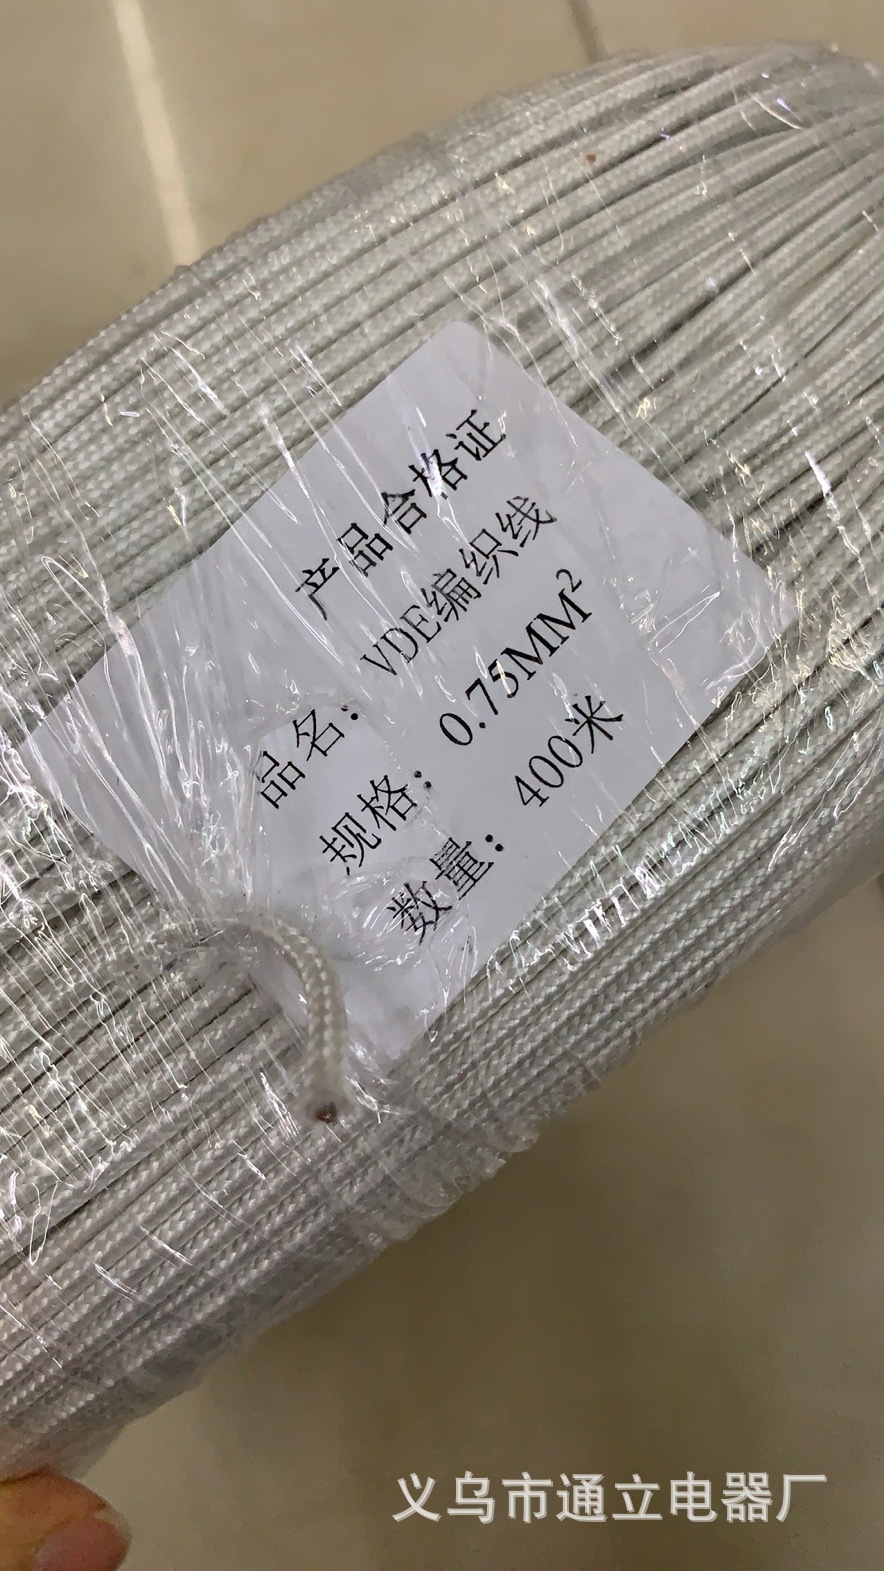 产品合格证
品名：VDE编织线
规格：0.75MM²
数量：400米
义乌市通立电器厂